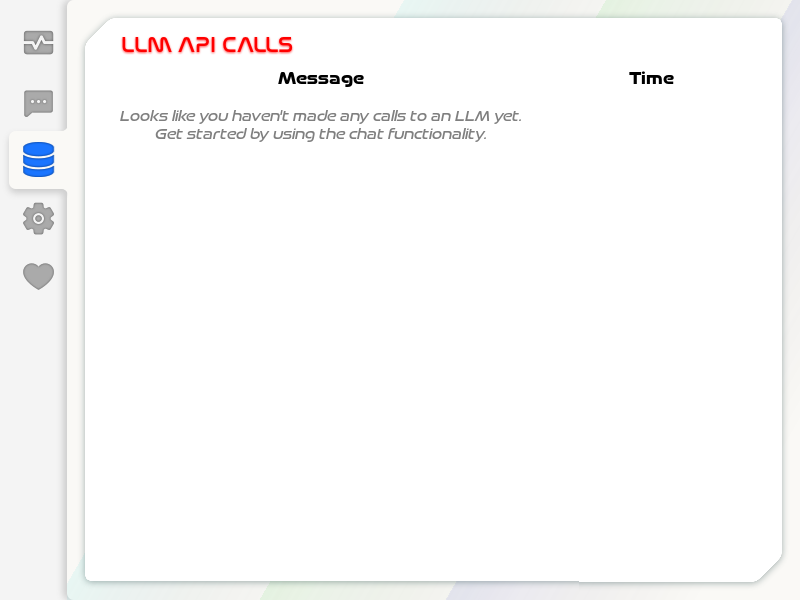 LLM API CALLS
Message Time
Looks like you haven't made any calls to an LLM yet.
Get started by using the chat functionality.